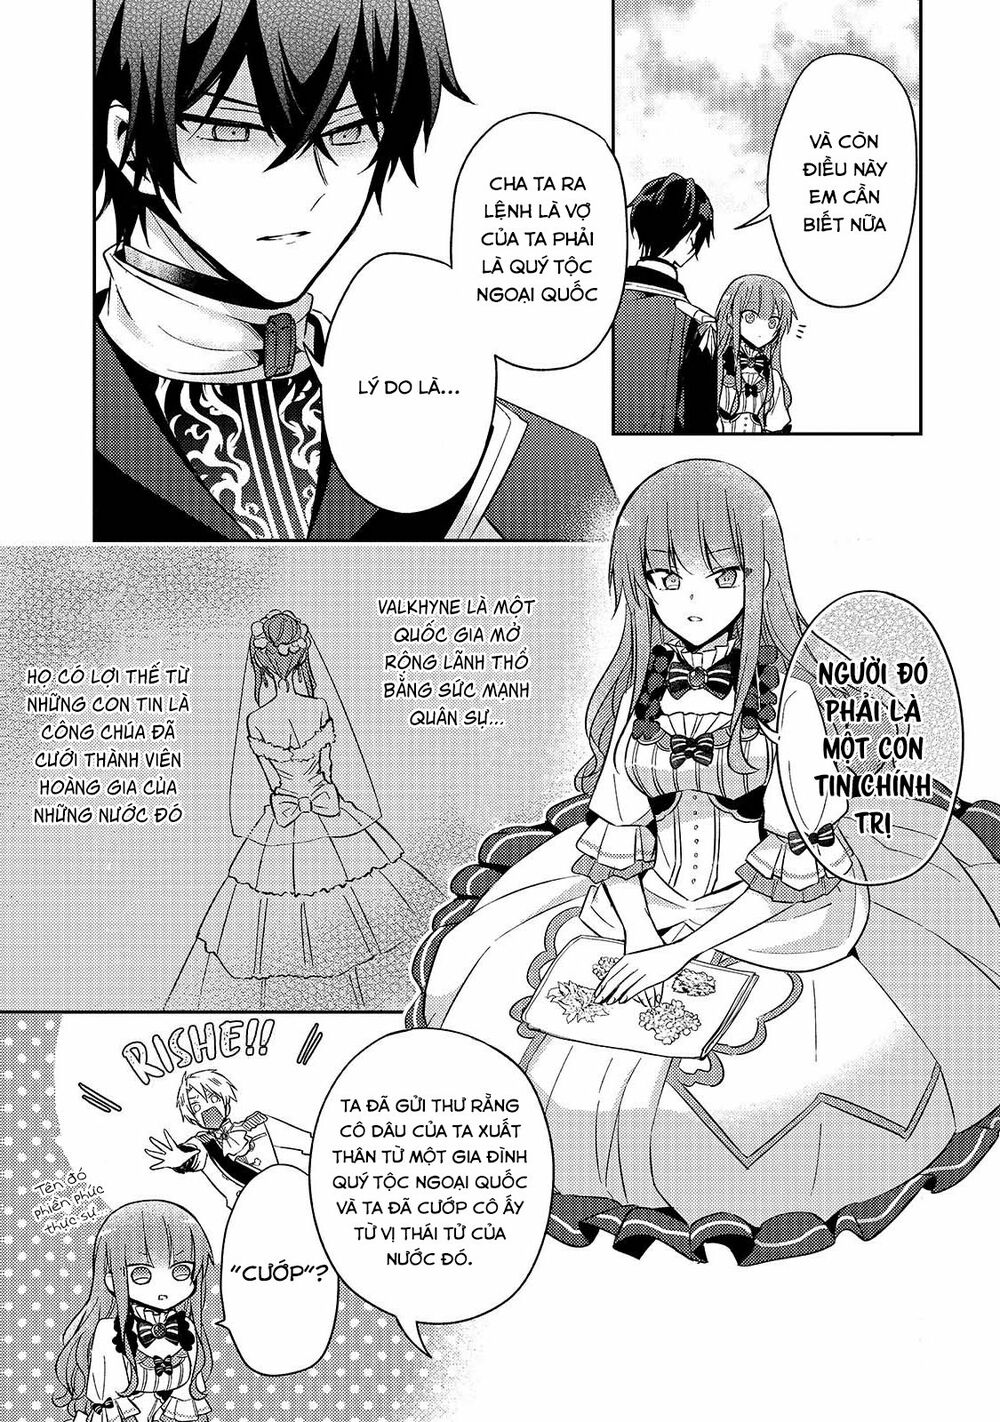 VÀ CÒN
ĐIỀU NÀY
EM CẦN
BIẾT NỮA
CHA TA RA
LỆNH LÀ VỢ
CỦA TA PHẢI
LÀ QUÝ TỘC
NGOẠI QUỐC
LÝ DO LÀ...
NGƯỜI ĐÓ
PHẢI LÀ
MỘT CON
TIN CHÍNH
TRỊ
VALKHYNE LÀ MỘT
QUỐC GIA MỞ
RỘNG LÃNH THỔ
BẰNG SỨC MẠNH
QUÂN SỰ...
HỌ CÓ LỢI THẾ TỪ
NHỮNG CON TIN LÀ
CÔNG CHÚA ĐÃ
CƯỚI THÀNH VIÊN
HOÀNG GIA CỦA
NHỮNG NƯỚC ĐÓ
TA ĐÃ GỬI THƯ RẰNG
CÔ DÂU CỦA TA XUẤT
THÂN TỪ MỘT GIA ĐÌNH
QUÝ TỘC NGOẠI QUỐC
VÀ TA ĐÃ CƯỚP CÔ ẤY
TỪ VỊ THÁI TỬ CỦA
NƯỚC ĐÓ.
RISHE!!
"CƯỚP"?
Tên đó
phiền phức
thực sự...